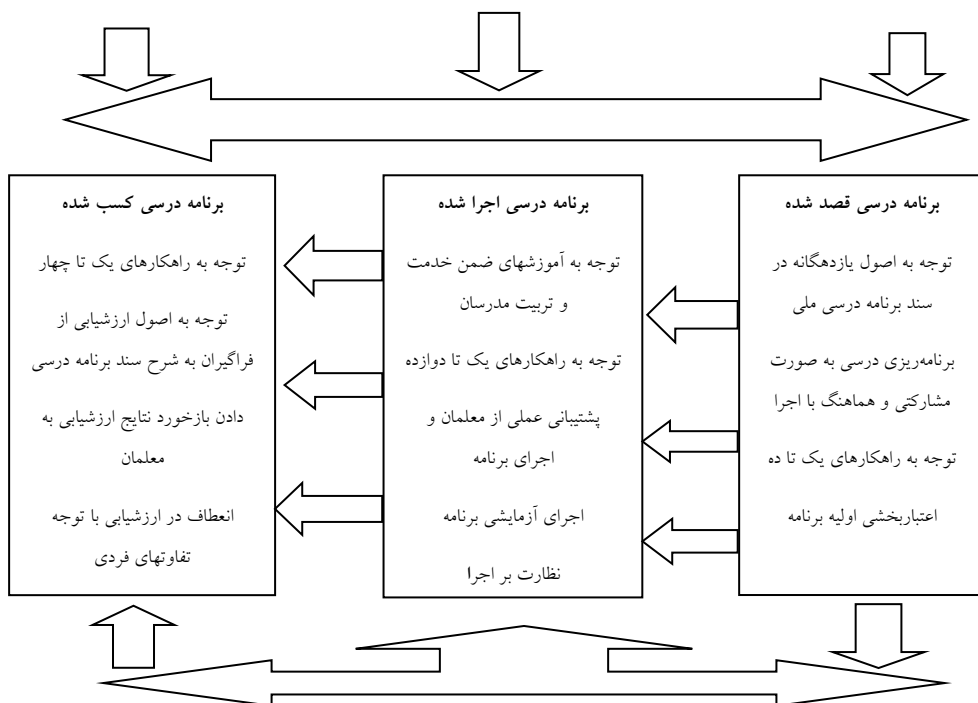 برنامه درسی قصد شده
توجه به اصول یازدهگانه در
سند برنامه درسی ملی
برنامه‌ریزی درسی به صورت
مشارکتی و هماهنگ با اجرا
توجه به راهکارهای یک تا ده
اعتباربخشی اولیه برنامه
برنامه درسی اجرا شده
توجه به آموزشهای ضمن خدمت
و تربیت مدرسان
توجه به راهکارهای یک تا دوازده
پشتیبانی عملی از معلمان و
اجرای برنامه
اجرای آزمایشی برنامه
نظارت بر اجرا
برنامه درسی کسب شده
توجه به راهکارهای یک تا چهار
توجه به اصول ارزشیابی از
فراگیران به شرح سند برنامه درسی
دادن بازخورد نتایج ارزشیابی به
معلمان
انعطاف در ارزشیابی با توجه
تفاوتهای فردی